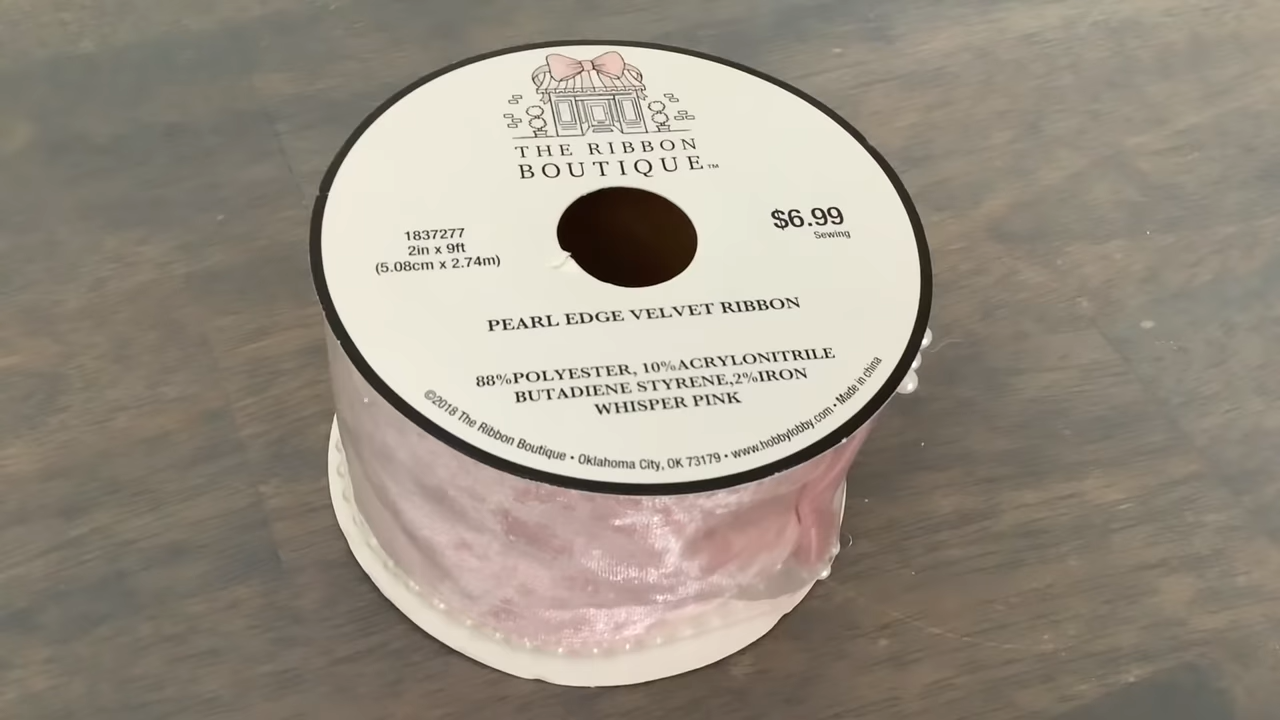 THE RIBBON
BOUTIQUE™
1837277
2in x 9ft
(5.08cm x 2.74m)
$6.99
Sewing
PEARL EDGE VELVET RIBBON
88%POLYESTER, 10%ACRYLONITRILE
BUTADIENE STYRENE,2%IRON
WHISPER PINK
©2018 The Ribbon Boutique • Oklahoma City, OK 73179 • www.hobbylobby.com • Made in china